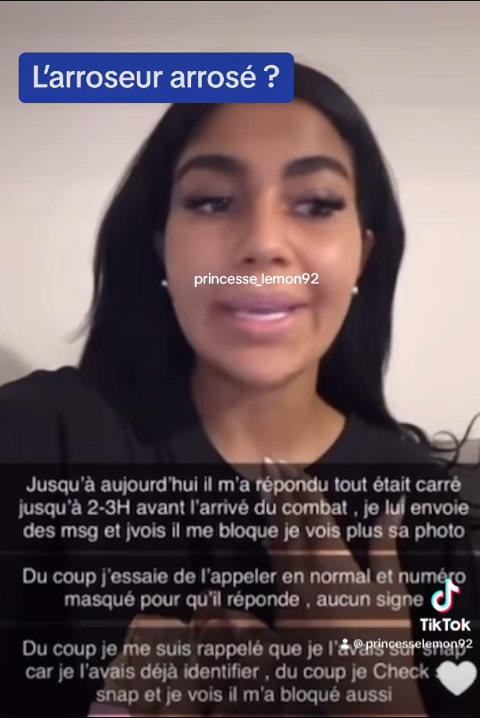 L'arroseur arrosé ?
princesse_lemon92
Jusqu'à aujourd'hui il m'a répondu tout était carré
jusqu'à 2-3H avant l'arrivé du combat , je lui envoie
des msg et jvois il me bloque je vois plus sa photo
Du coup j'essaie de l'appeler en normal et numéro
masqué pour qu'il réponde , aucun signe
TikTok
@princesselemon92
Du coup je me suis rappelé que je l'avais sur snap
car je l'avais déjà identifier , du coup je Check
snap et je vois il m'a bloqué aussi